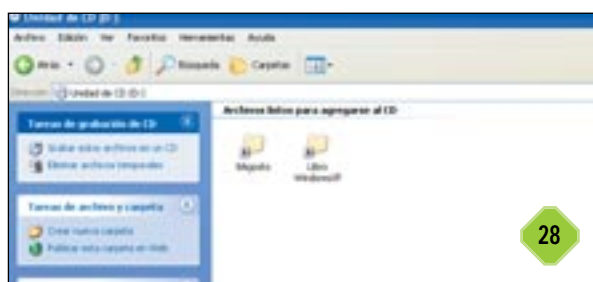 Unidad de CD (D:)
Archivo Edición Ver Favoritos Herramientas Ayuda
Atrás Búsqueda Carpetas
Dirección Unidad de CD (D:)
Tareas de grabación de CD
Grabar estos archivos en un CD
Eliminar archivos temporales
Tareas de archivo y carpeta
Crear nueva carpeta
Publicar esta carpeta en Web
Archivos listos para agregarse al CD
Libro
WindowsXP
28